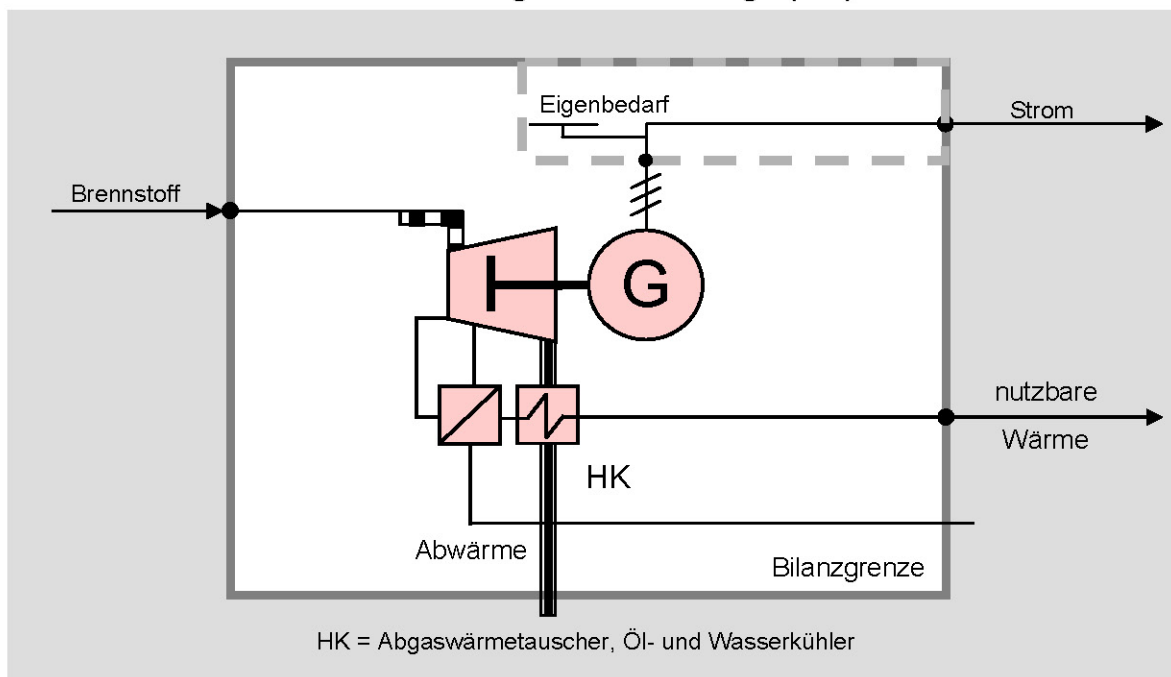 Eigenbedarf
Strom
Brennstoff
G
nutzbare
Wärme
HK
Abwärme
Bilanzgrenze
HK = Abgaswärmetauscher, Öl- und Wasserkühler